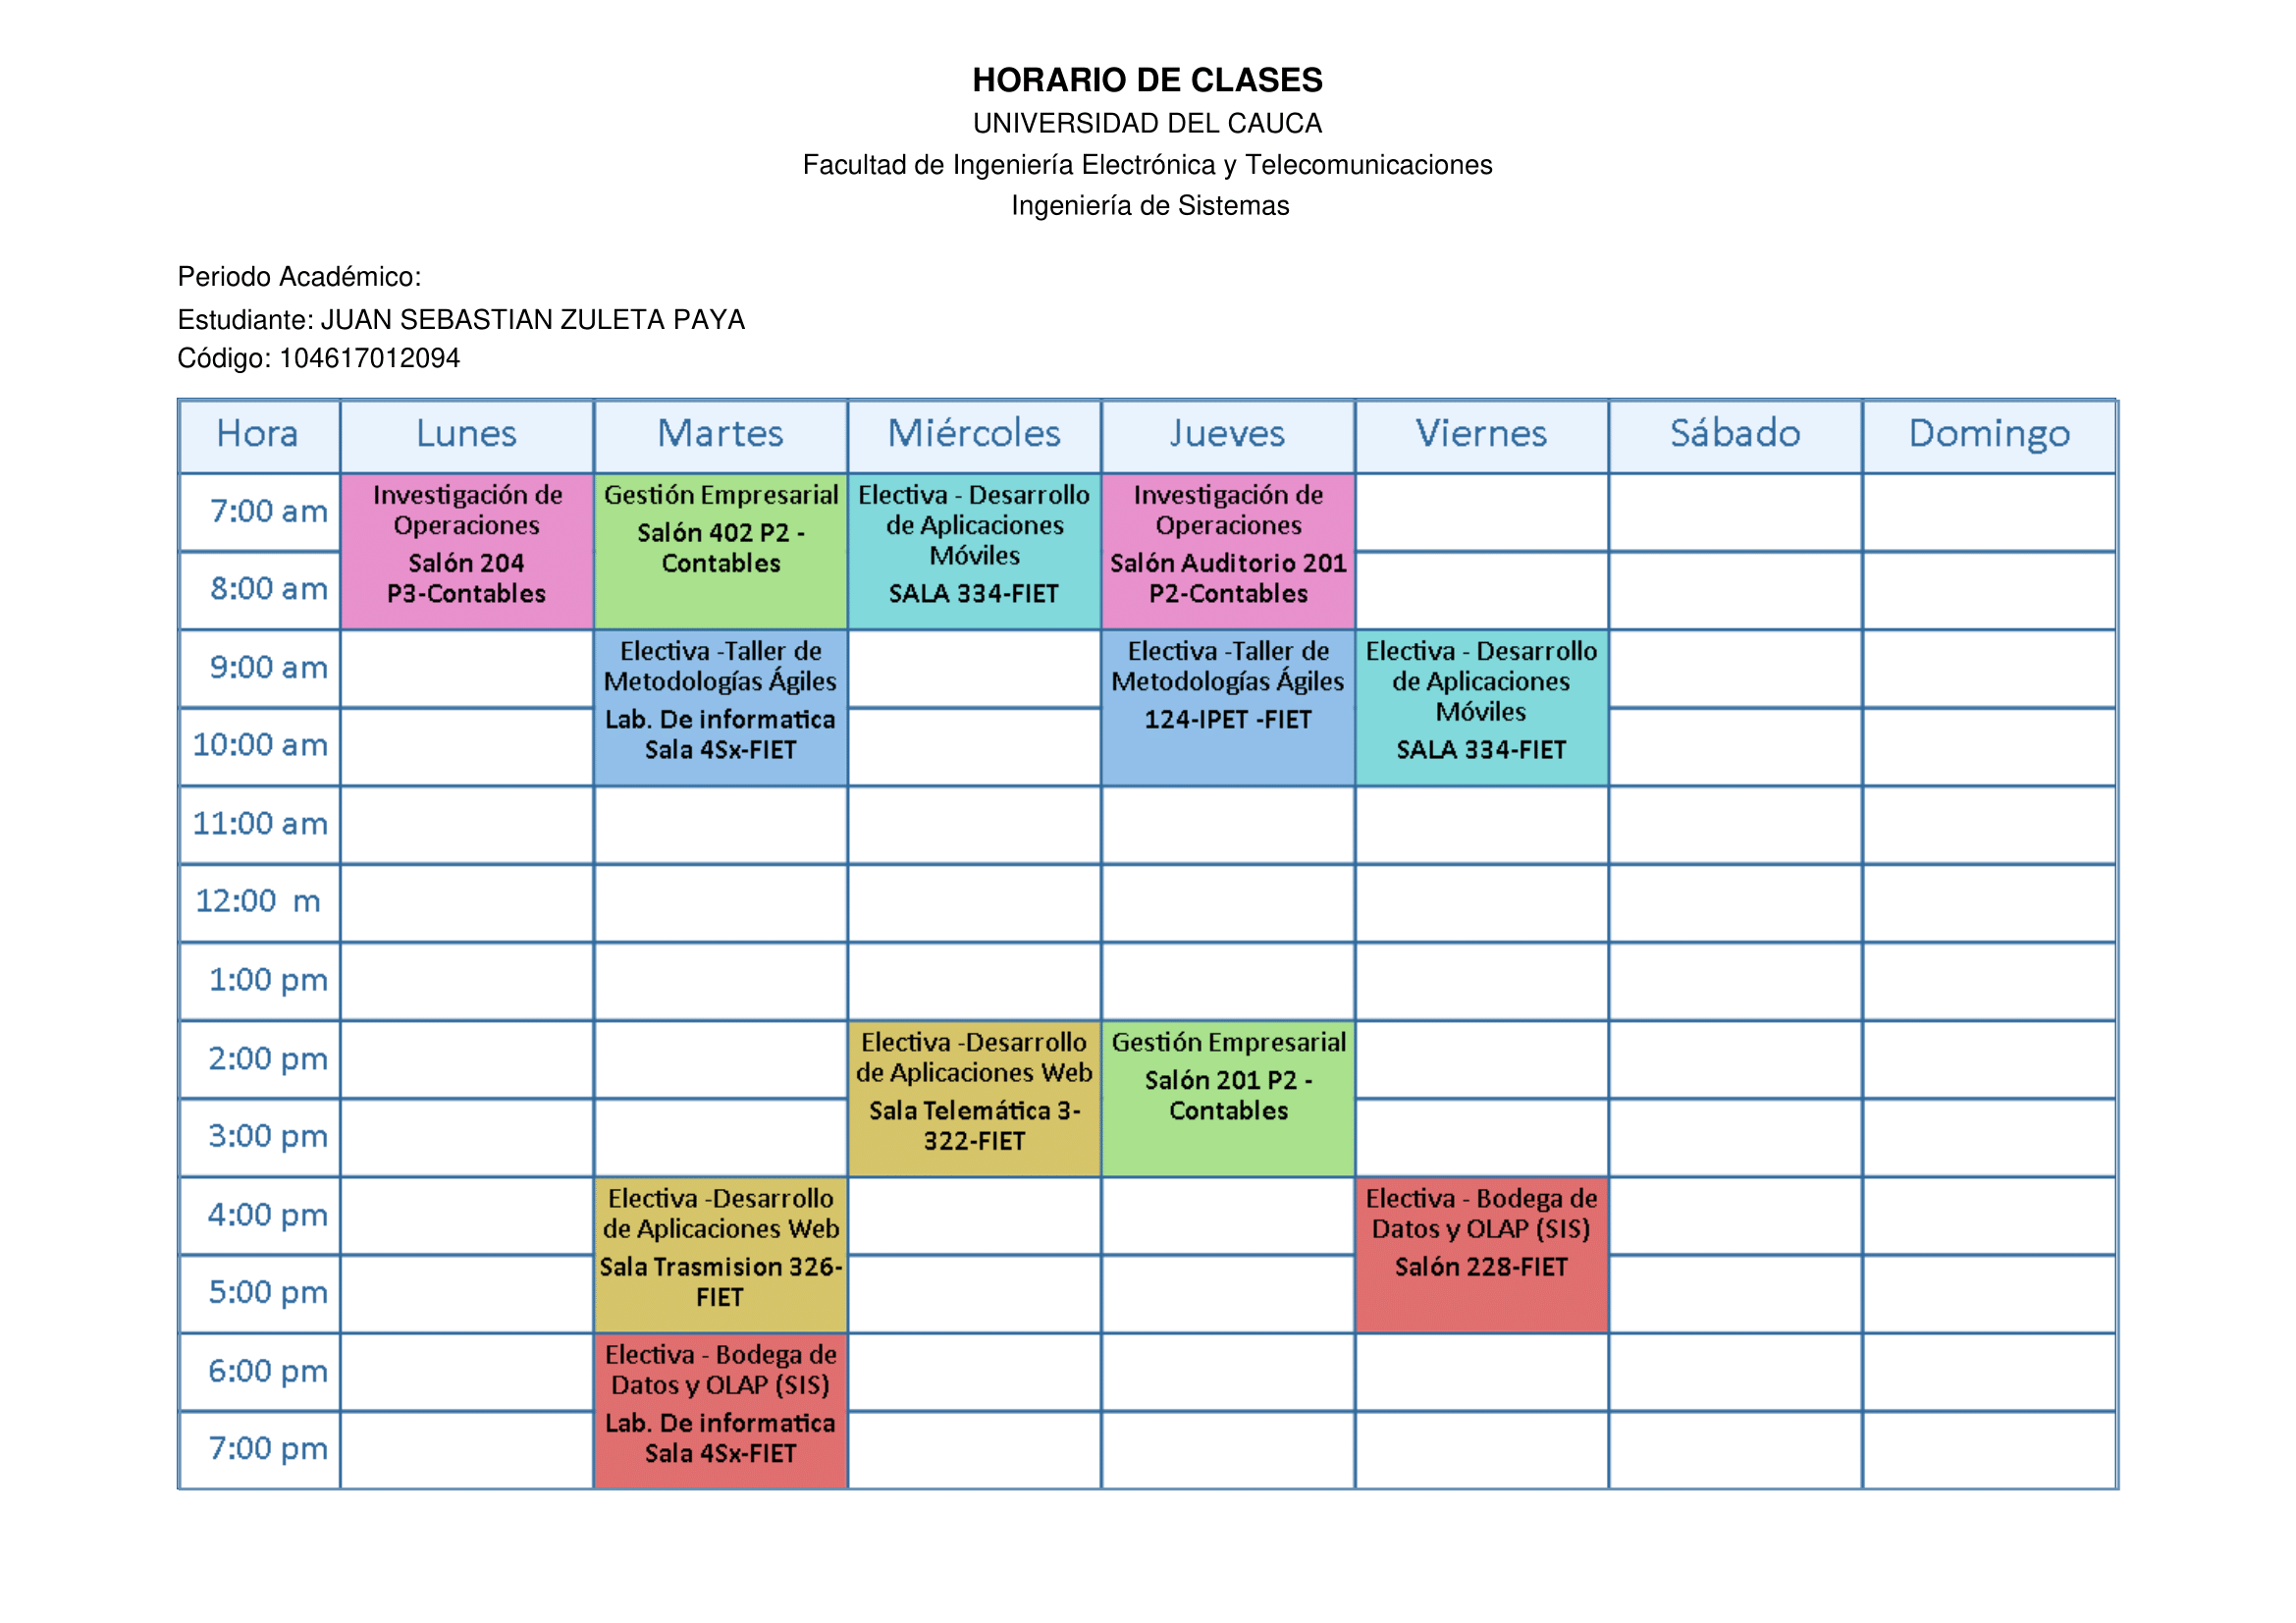 HORARIO DE CLASES
UNIVERSIDAD DEL CAUCA
Facultad de Ingeniería Electrónica y Telecomunicaciones
Ingeniería de Sistemas
Periodo Académico:
Estudiante: JUAN SEBASTIAN ZULETA PAYA
Código: 104617012094
Hora Lunes Martes Miércoles Jueves Viernes Sábado Domingo
7:00 am
8:00 am
Investigación de
Operaciones
Salón 204
P3-Contables
Gestión Empresarial
Salón 402 P2 -
Contables
Electiva - Desarrollo
de Aplicaciones
Móviles
SALA 334-FIET
Investigación de
Operaciones
Salón Auditorio 201
P2-Contables
9:00 am
10:00 am
Electiva -Taller de
Metodologías Ágiles
Lab. De informatica
Sala 4Sx-FIET
Electiva -Taller de
Metodologías Ágiles
124-IPET -FIET
Electiva - Desarrollo
de Aplicaciones
Móviles
SALA 334-FIET
11:00 am
12:00 m
1:00 pm
2:00 pm
3:00 pm
Electiva -Desarrollo
de Aplicaciones Web
Sala Telemática 3-
322-FIET
Gestión Empresarial
Salón 201 P2 -
Contables
4:00 pm
5:00 pm
Electiva -Desarrollo
de Aplicaciones Web
Sala Trasmision 326-
FIET
Electiva - Bodega de
Datos y OLAP (SIS)
Salón 228-FIET
6:00 pm
7:00 pm
Electiva - Bodega de
Datos y OLAP (SIS)
Lab. De informatica
Sala 4Sx-FIET